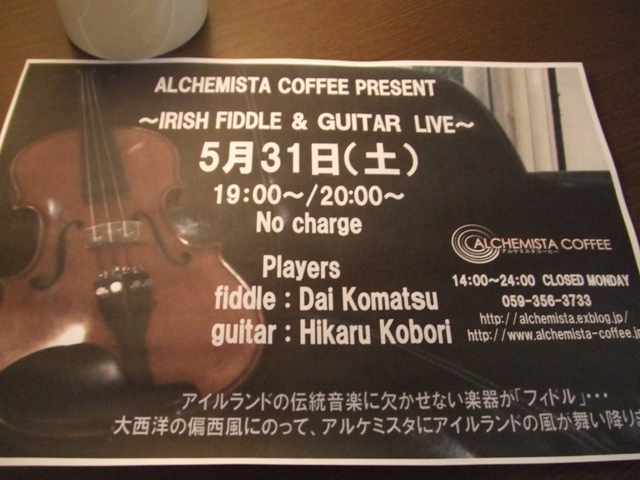 ALCHEMISTA COFFEE PRESENT
～IRISH FIDDLE & GUITAR LIVE～
5月31日(土)
19:00～/20:00～
No charge
Players
fiddle : Dai Komatsu
guitar : Hikaru Kobori
ALCHEMISTA COFFEE
アルケミスタコーヒー
14:00～24:00 CLOSED MONDAY
059-356-3733
http://alchemista.exblog.jp/
http://www.alchemista-coffee.jp
アイルランドの伝統音楽に欠かせない楽器が「フィドル」・・・
大西洋の偏西風にのって、アルケミスタにアイルランドの風が舞い降りま